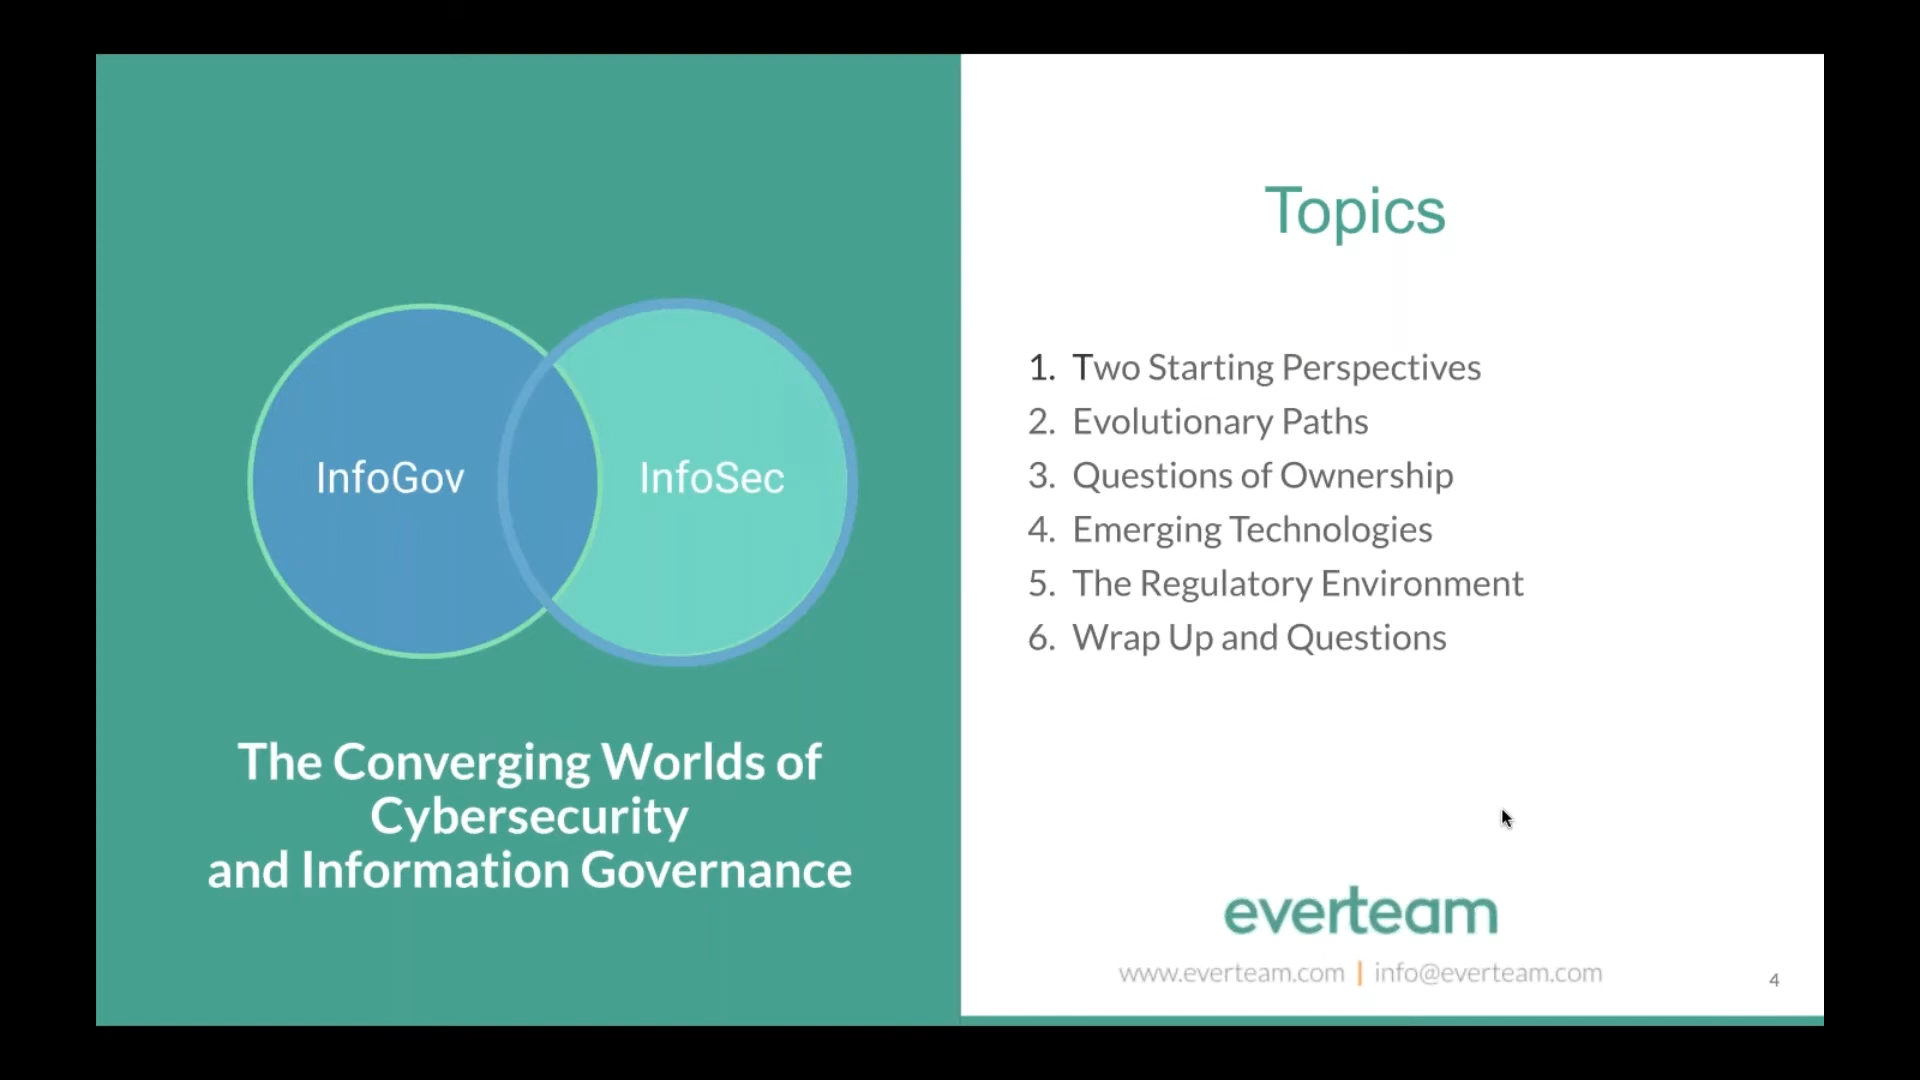 InfoGov
InfoSec
The Converging Worlds of
Cybersecurity
and Information Governance
Topics
1. Two Starting Perspectives
2. Evolutionary Paths
3. Questions of Ownership
4. Emerging Technologies
5. The Regulatory Environment
6. Wrap Up and Questions
everteam
www.everteam.com | info@everteam.com
4